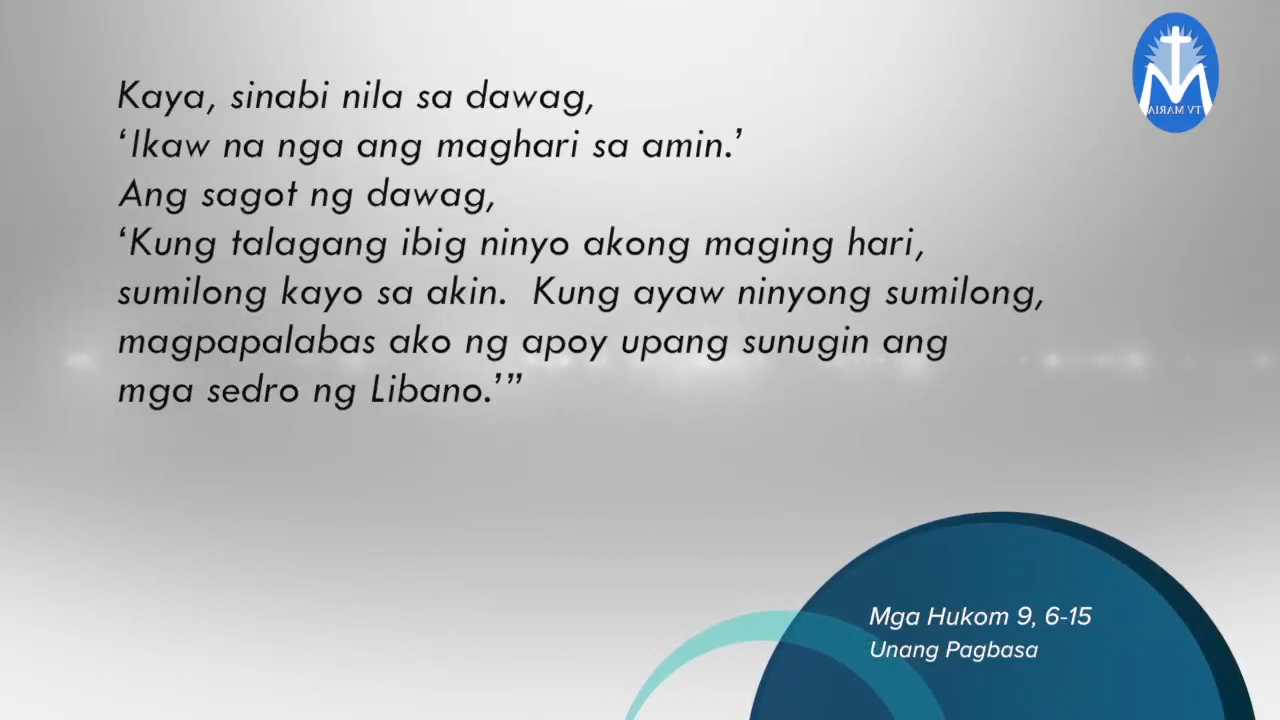 Kaya, sinabi nila sa dawag,
‘Ikaw na nga ang maghari sa amin.’
Ang sagot ng dawag,
‘Kung talagang ibig ninyo akong maging hari,
sumilong kayo sa akin.  Kung ayaw ninyong sumilong,
magpapalabas ako ng apoy upang sunugin ang
mga sedro ng Libano.’”
TV MARIA
Mga Hukom 9, 6-15
Unang Pagbasa